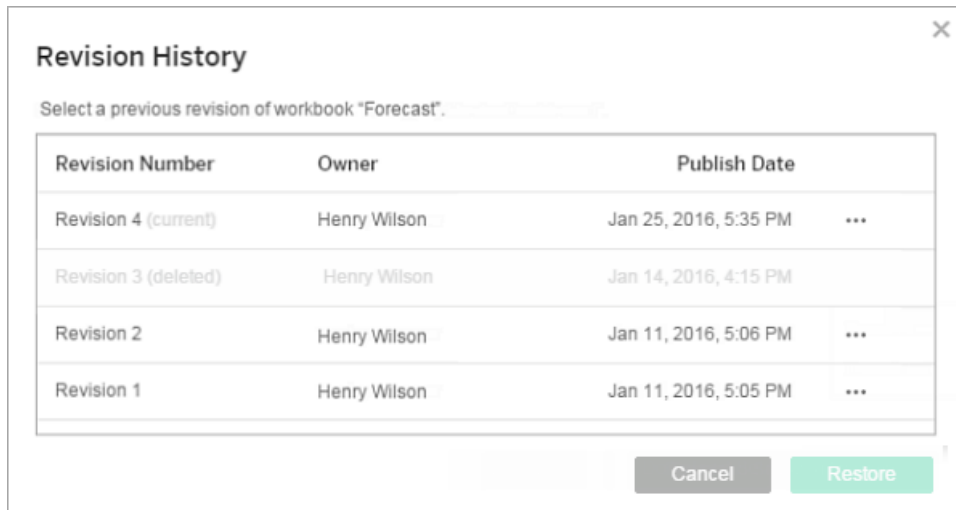 Revision History
Select a previous revision of workbook “Forecast”.
Revision Number Owner Publish Date
Revision 4 (current) Henry Wilson Jan 25, 2016, 5:35 PM •••
Revision 3 (deleted) Henry Wilson Jan 14, 2016, 4:15 PM
Revision 2 Henry Wilson Jan 11, 2016, 5:06 PM •••
Revision 1 Henry Wilson Jan 11, 2016, 5:05 PM •••
Cancel Restore